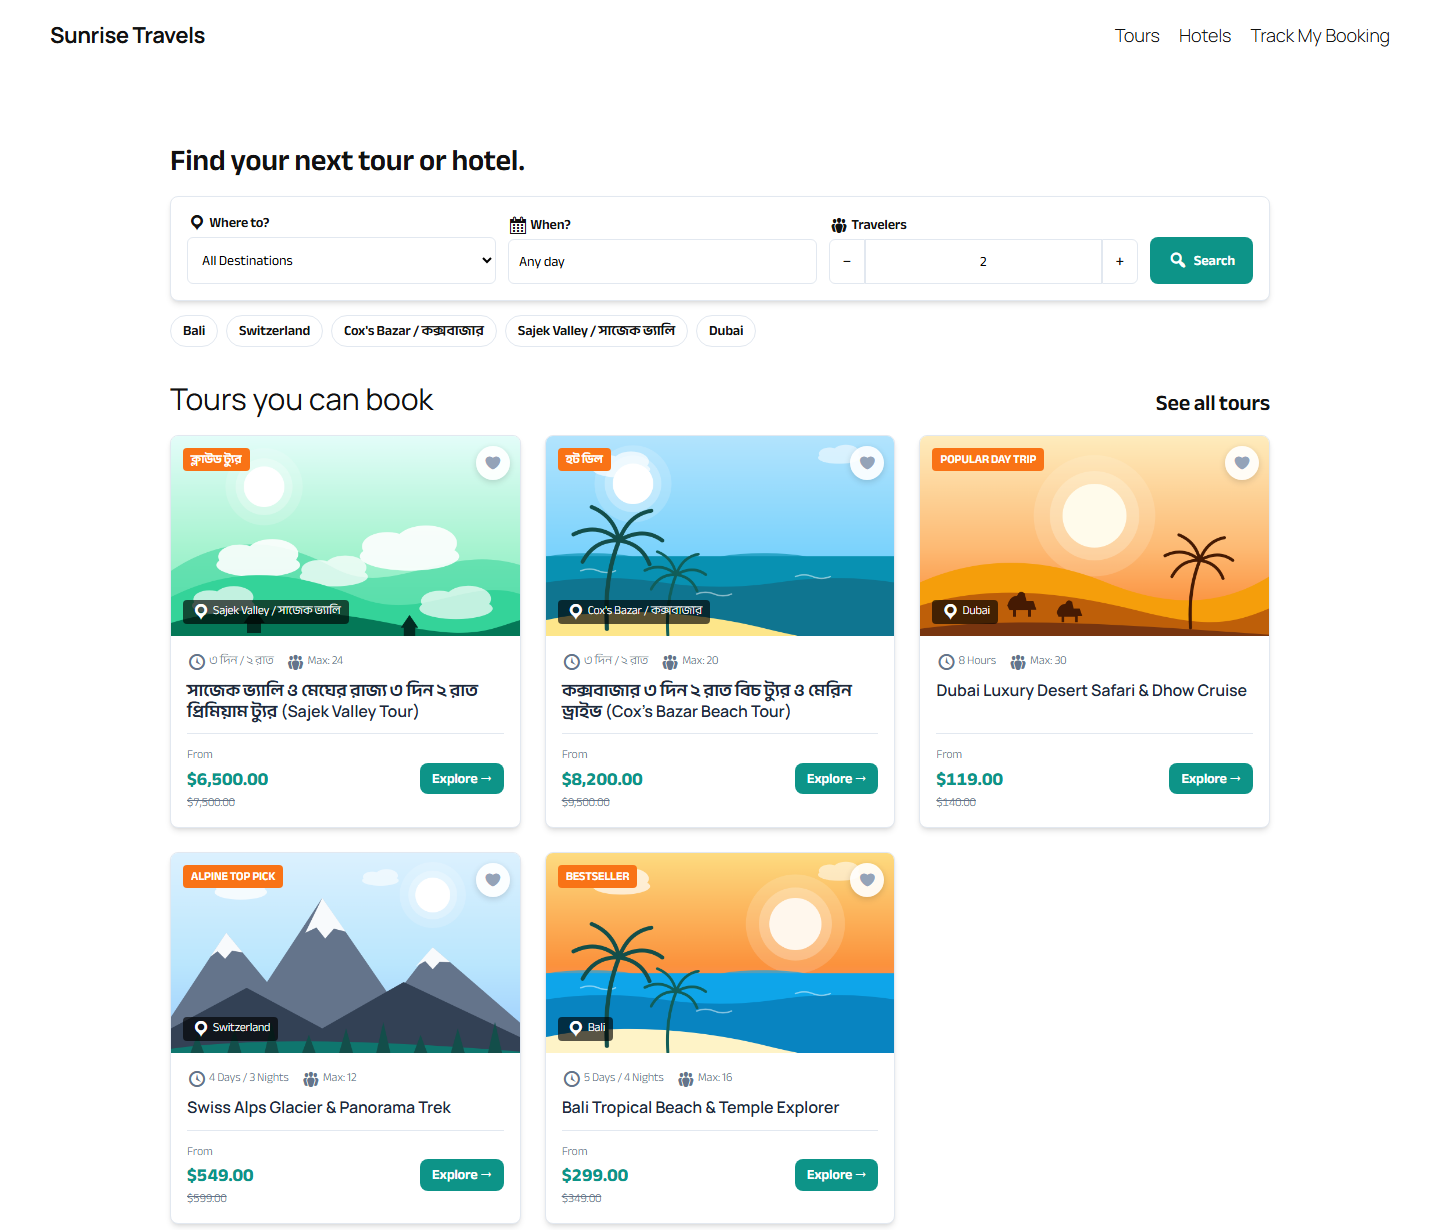 Sunrise Travels
Tours Hotels Track My Booking
Find your next tour or hotel.
Where to? When? Travelers
All Destinations Any day − 2 + Search
Bali Switzerland Cox's Bazar / কক্সবাজার Sajek Valley / সাজেক ভ্যালি Dubai
Tours you can book See all tours
ক্লাউড ট্যুর
Sajek Valley / সাজেক ভ্যালি
৩ দিন / ২ রাত Max: 24
সাজেক ভ্যালি ও মেঘের রাজ্য ৩ দিন ২ রাত
প্রিমিয়াম ট্যুর (Sajek Valley Tour)
From
$6,500.00 Explore →
$7,500.00
হট ডিল
Cox's Bazar / কক্সবাজার
৩ দিন / ২ রাত Max: 20
কক্সবাজার ৩ দিন ২ রাত বিচ ট্যুর ও মেরিন
ড্রাইভ (Cox's Bazar Beach Tour)
From
$8,200.00 Explore →
$9,500.00
POPULAR DAY TRIP
Dubai
8 Hours Max: 30
Dubai Luxury Desert Safari & Dhow Cruise
From
$119.00 Explore →
$140.00
ALPINE TOP PICK
Switzerland
4 Days / 3 Nights Max: 12
Swiss Alps Glacier & Panorama Trek
From
$549.00 Explore →
$599.00
BESTSELLER
Bali
5 Days / 4 Nights Max: 16
Bali Tropical Beach & Temple Explorer
From
$299.00 Explore →
$349.00